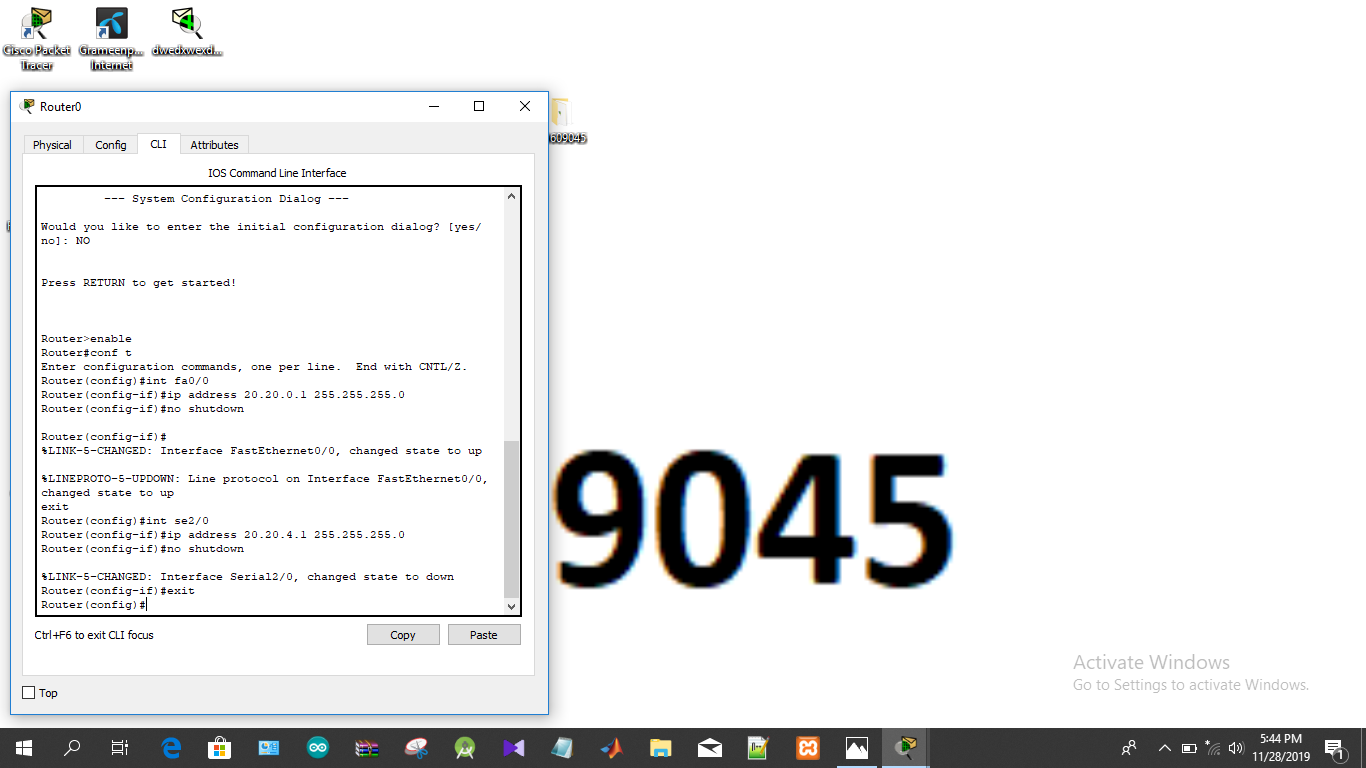 Cisco Packet Tracer
Grameenp... Internet
dwedxwexd...
Router0
609045
Physical
Config
CLI
Attributes
IOS Command Line Interface
--- System Configuration Dialog ---
Would you like to enter the initial configuration dialog? [yes/
no]: NO
Press RETURN to get started!
Router>enable
Router#conf t
Enter configuration commands, one per line.  End with CNTL/Z.
Router(config)#int fa0/0
Router(config-if)#ip address 20.20.0.1 255.255.255.0
Router(config-if)#no shutdown
Router(config-if)#
%LINK-5-CHANGED: Interface FastEthernet0/0, changed state to up
%LINEPROTO-5-UPDOWN: Line protocol on Interface FastEthernet0/0,
changed state to up
exit
Router(config)#int se2/0
Router(config-if)#ip address 20.20.4.1 255.255.255.0
Router(config-if)#no shutdown
%LINK-5-CHANGED: Interface Serial2/0, changed state to down
Router(config-if)#exit
Router(config)#
Ctrl+F6 to exit CLI focus
Copy
Paste
Top
9045
Activate Windows
Go to Settings to activate Windows.
5:44 PM
11/28/2019
1